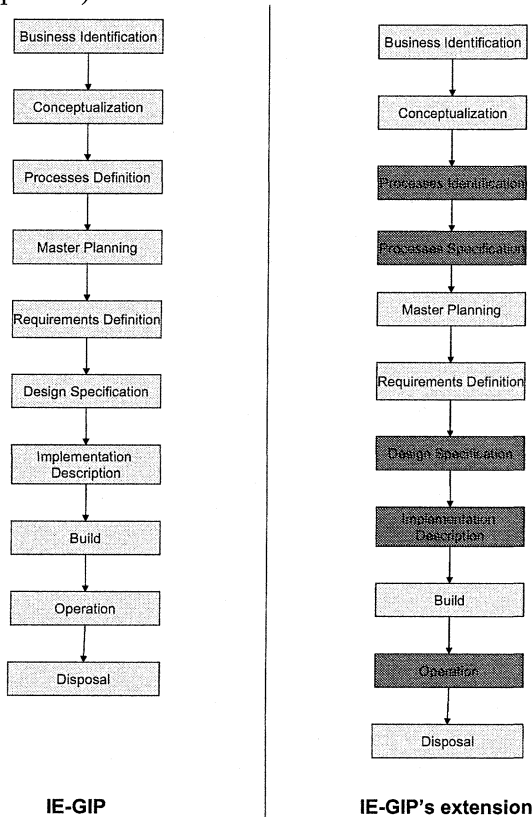 Business Identification
Conceptualization
Processes Definition
Master Planning
Requirements Definition
Design Specification
Implementation
Description
Build
Operation
Disposal
IE-GIP
Business Identification
Conceptualization
Processes Identification
Processes Specification
Master Planning
Requirements Definition
Design Specification
Implementation
Description
Build
Operation
Disposal
IE-GIP's extension